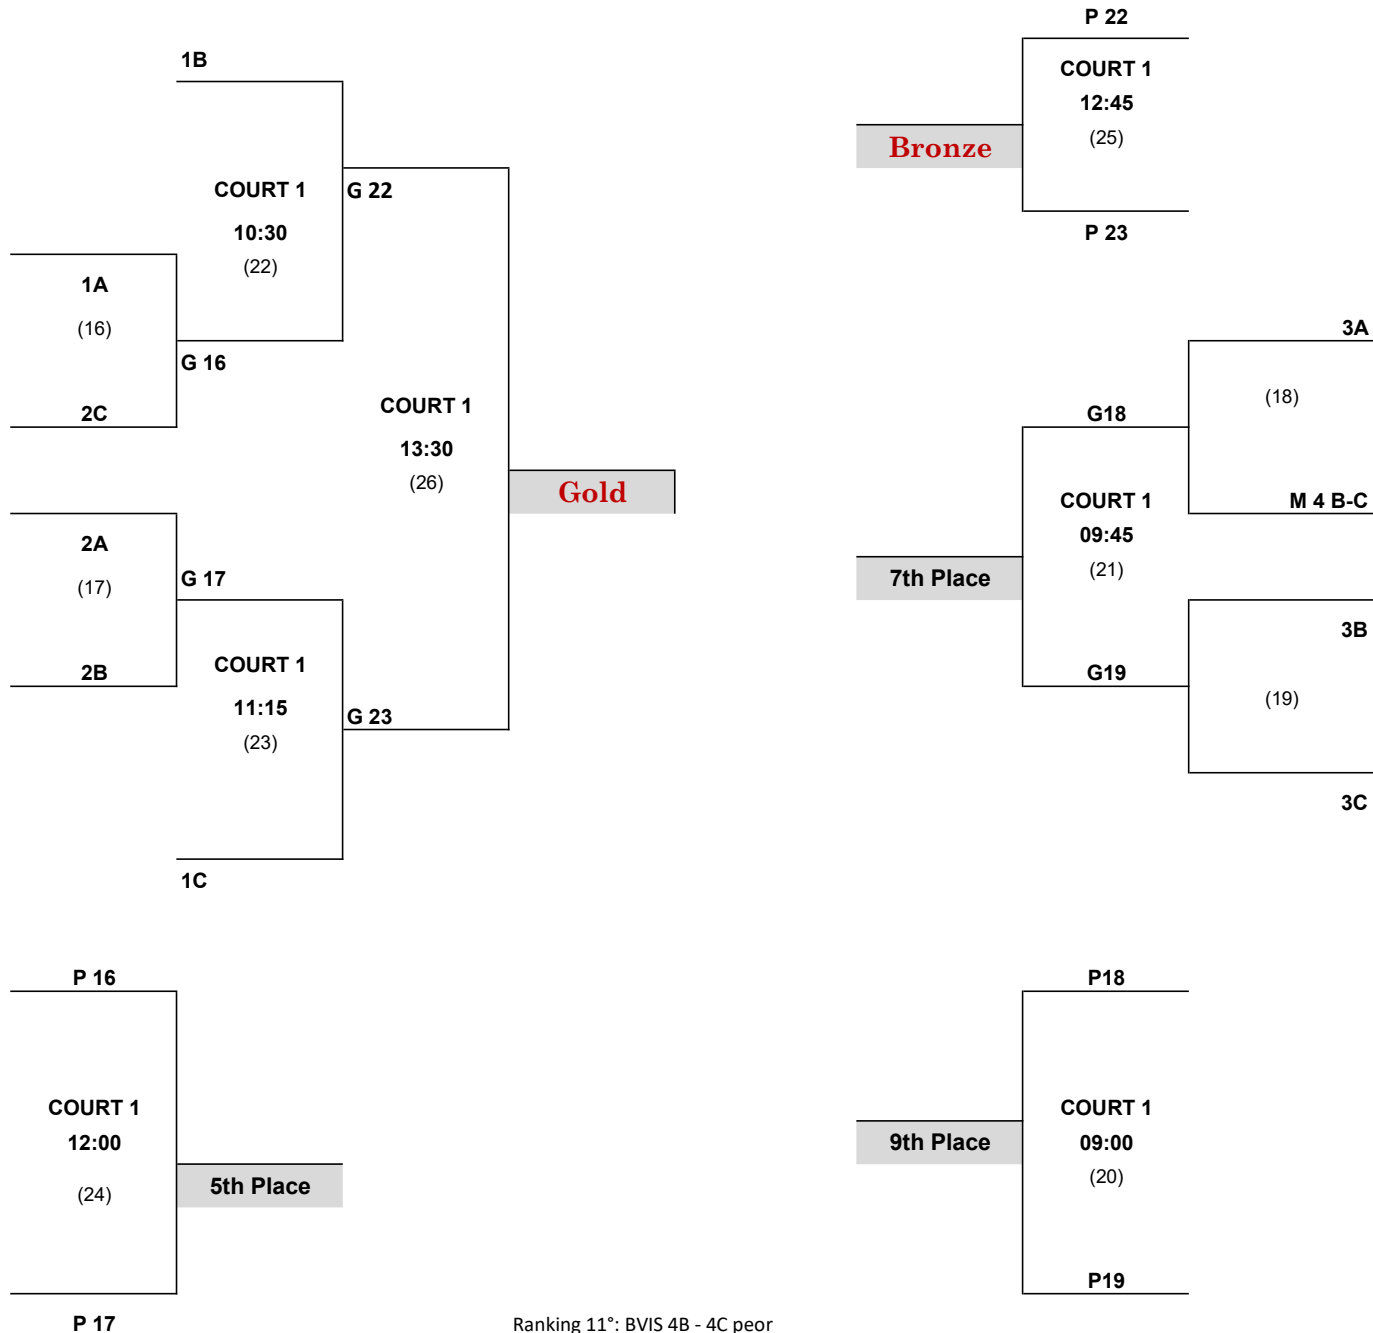 1B
COURT 1
10:30
(22)
G 22
1A
(16)
G 16
2C
COURT 1
13:30
(26)
Gold
2A
(17)
G 17
2B
COURT 1
11:15
(23)
G 23
1C
P 16
COURT 1
12:00
(24)
5th Place
P 17
P 22
COURT 1
12:45
(25)
Bronze
P 23
3A
(18)
G18
M 4 B-C
COURT 1
09:45
(21)
7th Place
3B
G19
(19)
3C
P18
COURT 1
09:00
(20)
9th Place
P19
Ranking 11°: BVIS 4B - 4C peor